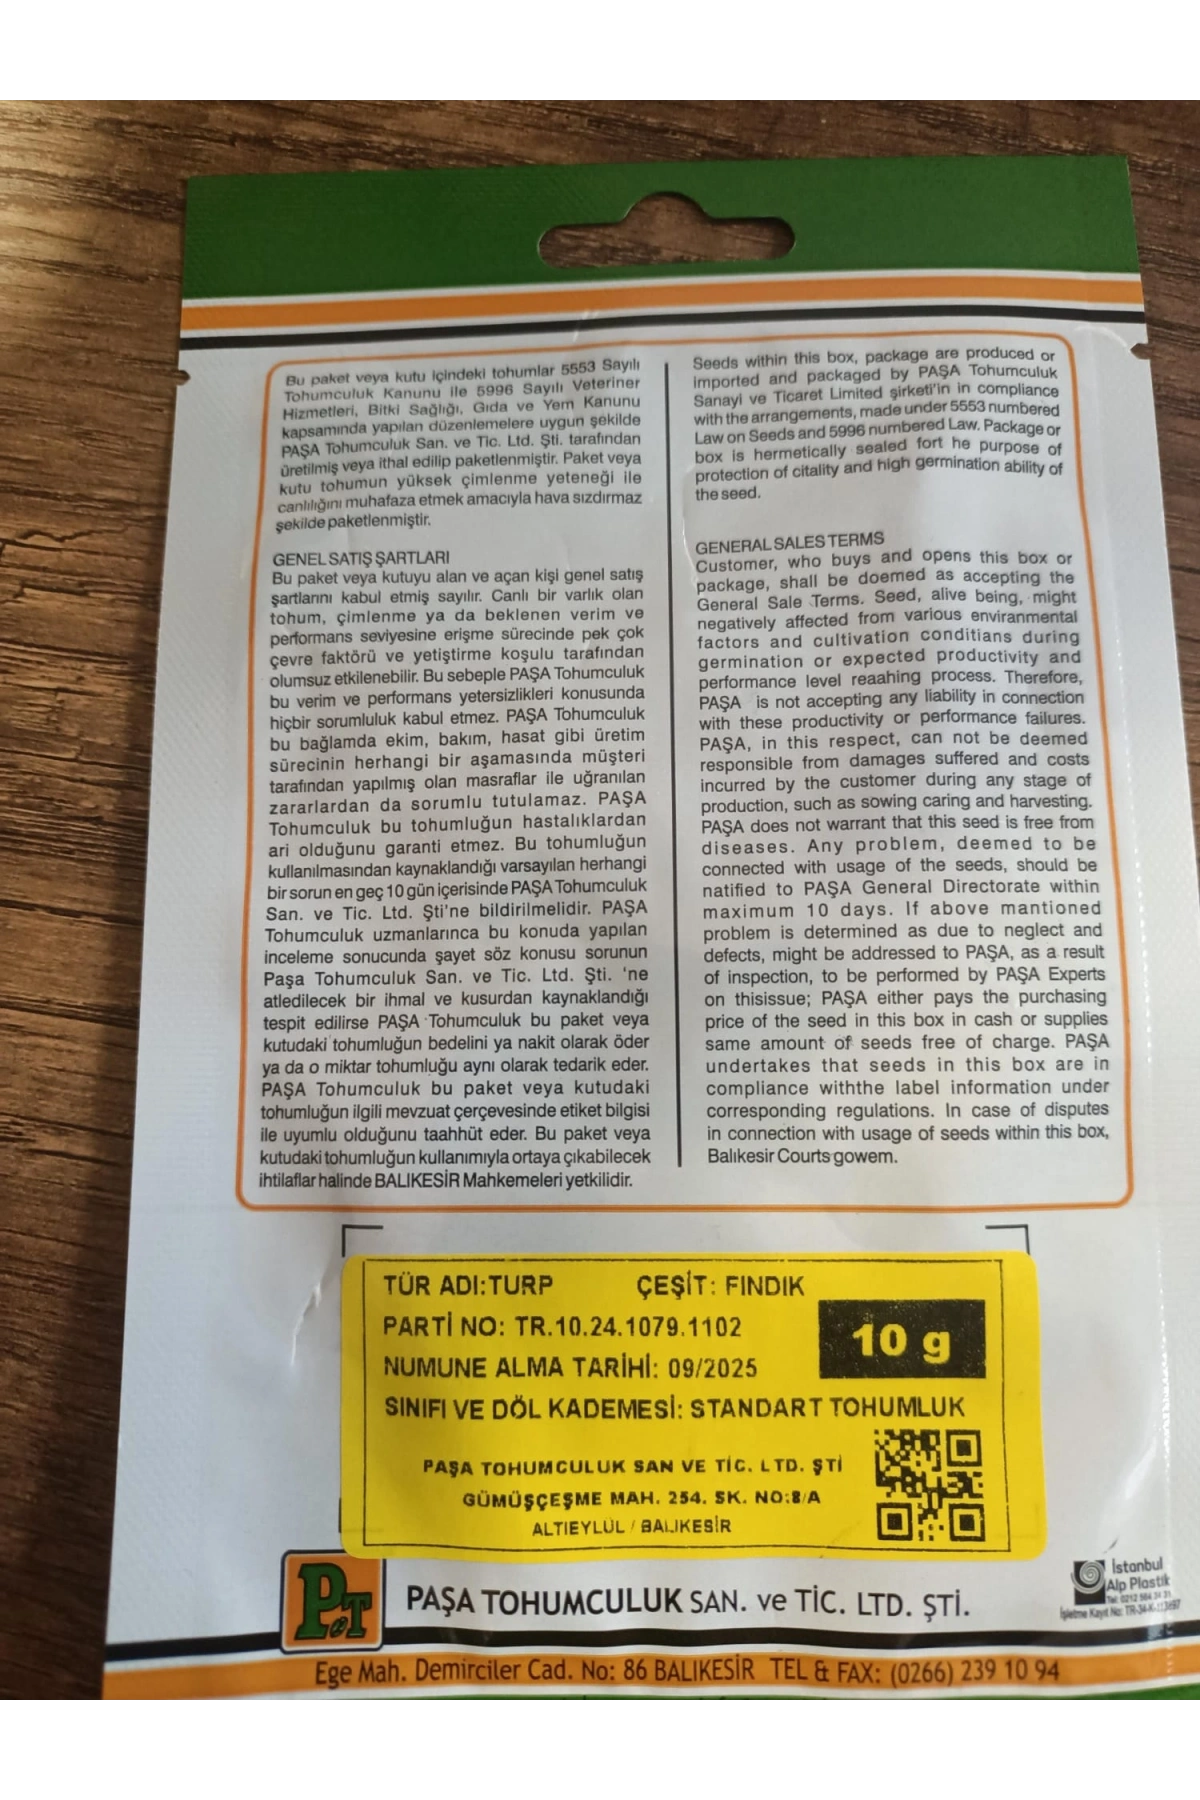 Bu paket veya kutu içindeki tohumlar 5553 Sayılı
Tohumculuk Kanunu ile 5996 Sayılı Veteriner
Hizmetleri, Bitki Sağlığı, Gıda ve Yem Kanunu
kapsamında yapılan düzenlemelere uygun şekilde
PAŞA Tohumculuk San. ve Tic. Ltd. Şti. tarafından
üretilmiş veya ithal edilip paketlenmiştir. Paket veya
kutu tohumun yüksek çimlenme yeteneği ile
canlılığını muhafaza etmek amacıyla hava sızdırmaz
şekilde paketlenmiştir.
GENEL SATIŞ ŞARTLARI
Bu paket veya kutuyu alan ve açan kişi genel satış
şartlarını kabul etmiş sayılır. Canlı bir varlık olan
tohum, çimlenme ya da beklenen verim ve
performans seviyesine erişme sürecinde pek çok
çevre faktörü ve yetiştirme koşulu tarafından
olumsuz etkilenebilir. Bu sebeple PAŞA Tohumculuk
bu verim ve performans yetersizlikleri konusunda
hiçbir sorumluluk kabul etmez. PAŞA Tohumculuk
bu bağlamda ekim, bakım, hasat gibi üretim
sürecinin herhangi bir aşamasında müşteri
tarafından yapılmış olan masraflar ile uğranılan
zararlardan da sorumlu tutulamaz. PAŞA
Tohumculuk bu tohumluğun hastalıklardan
ari olduğunu garanti etmez. Bu tohumluğun
kullanılmasından kaynaklandığı varsayılan herhangi
bir sorun en geç 10 gün içerisinde PAŞA Tohumculuk
San. ve Tic. Ltd. Şti'ne bildirilmelidir. PAŞA
Tohumculuk uzmanlarınca bu konuda yapılan
inceleme sonucunda şayet söz konusu sorunun
Paşa Tohumculuk San. ve Tic. Ltd. Şti. 'ne
atledilecek bir ihmal ve kusurdan kaynaklandığı
tespit edilirse PAŞA Tohumculuk bu paket veya
kutudaki tohumluğun bedelini ya nakit olarak öder
ya da o miktar tohumluğu aynı olarak tedarik eder.
PAŞA Tohumculuk bu paket veya kutudaki
tohumluğun ilgili mevzuat çerçevesinde etiket bilgisi
ile uyumlu olduğunu taahhüt eder. Bu paket veya
kutudaki tohumluğun kullanımıyla ortaya çıkabilecek
ihtilaflar halinde BALIKESİR Mahkemeleri yetkilidir.
Seeds within this box, package are produced or
imported and packaged by PAŞA Tohumculuk
Sanayi ve Ticaret Limited şirketi'in in compliance
with the arrangements, made under 5553 numbered
Law on Seeds and 5996 numbered Law. Package or
box is hermetically sealed fort he purpose of
protection of citality and high germination ability of
the seed.
GENERAL SALES TERMS
Customer, who buys and opens this box or
package, shall be doemed as accepting the
General Sale Terms. Seed, alive being, might
negatively affected from various enviranmental
factors and cultivation conditians during
germination or expected productivity and
performance level reaahing process. Therefore,
PAŞA is not accepting any liability in connection
with these productivity or performance failures.
PAŞA, in this respect, can not be deemed
responsible from damages suffered and costs
incurred by the customer during any stage of
production, such as sowing caring and harvesting.
PAŞA does not warrant that this seed is free from
diseases. Any problem, deemed to be
connected with usage of the seeds, should be
natified to PAŞA General Directorate within
maximum 10 days. If above mantioned
problem is determined as due to neglect and
defects, might be addressed to PAŞA, as a result
of inspection, to be performed by PAŞA Experts
on thisissue; PAŞA either pays the purchasing
price of the seed in this box in cash or supplies
same amount of seeds free of charge. PAŞA
undertakes that seeds in this box are in
compliance withthe label information under
corresponding regulations. In case of disputes
in connection with usage of seeds within this box,
Balıkesir Courts gowern.
TÜR ADI:TURP ÇEŞİT: FINDIK
PARTİ NO: TR.10.24.1079.1102
10 g
NUMUNE ALMA TARİHİ: 09/2025
SINIFI VE DÖL KADEMESİ: STANDART TOHUMLUK
PAŞA TOHUMCULUK SAN VE TİC. LTD. ŞTİ
GÜMÜŞÇEŞME MAH. 254. SK. NO:8/A
ALTIEYLÜL / BALIKESİR
PeT
PAŞA TOHUMCULUK SAN. ve TİC. LTD. ŞTİ.
İstanbul
Alp Plastik
Ege Mah. Demirciler Cad. No: 86 BALIKESİR TEL & FAX: (0266) 239 10 94